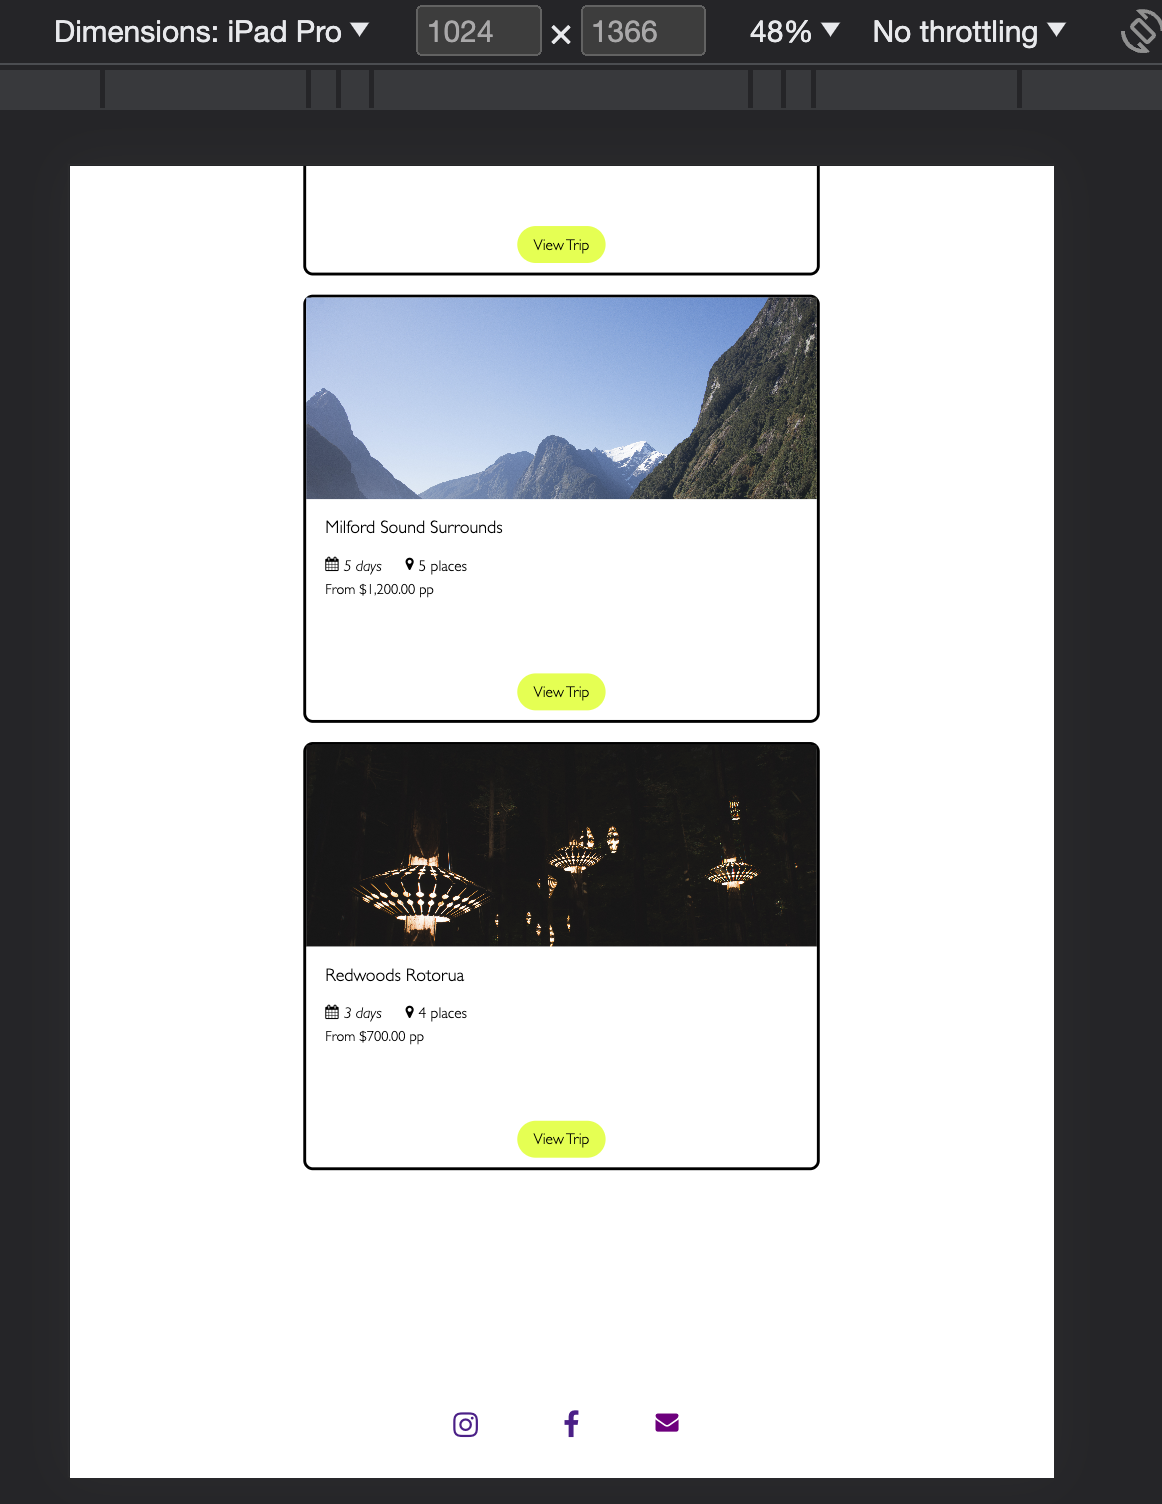 Dimensions: iPad Pro ▼ 1024 × 1366 48% ▼ No throttling ▼
View Trip
Milford Sound Surrounds
5 days 5 places
From $1,200.00 pp
View Trip
Redwoods Rotorua
3 days 4 places
From $700.00 pp
View Trip